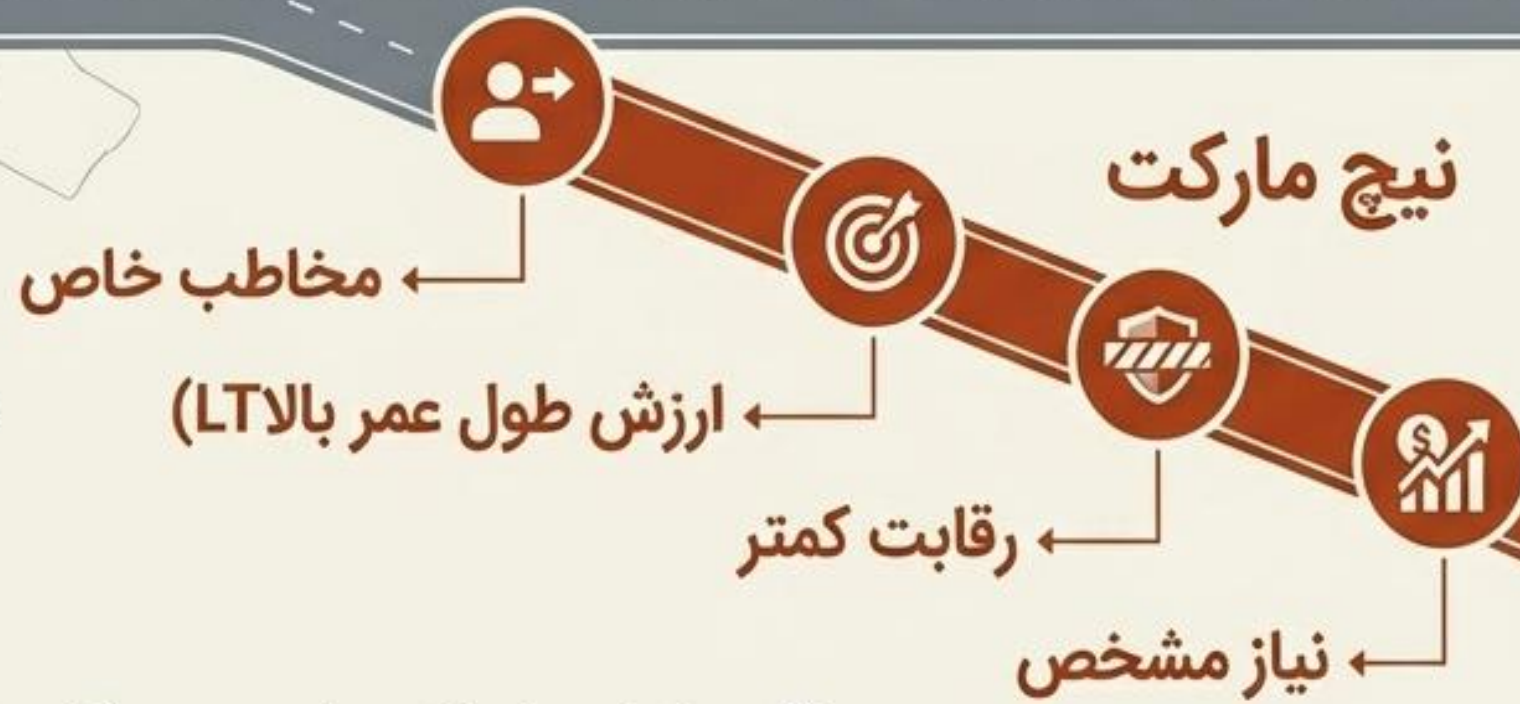 نیچ مارکت
مخاطب خاص
ارزش طول عمر بالاLT)
رقابت کمتر
نیاز مشخص
$